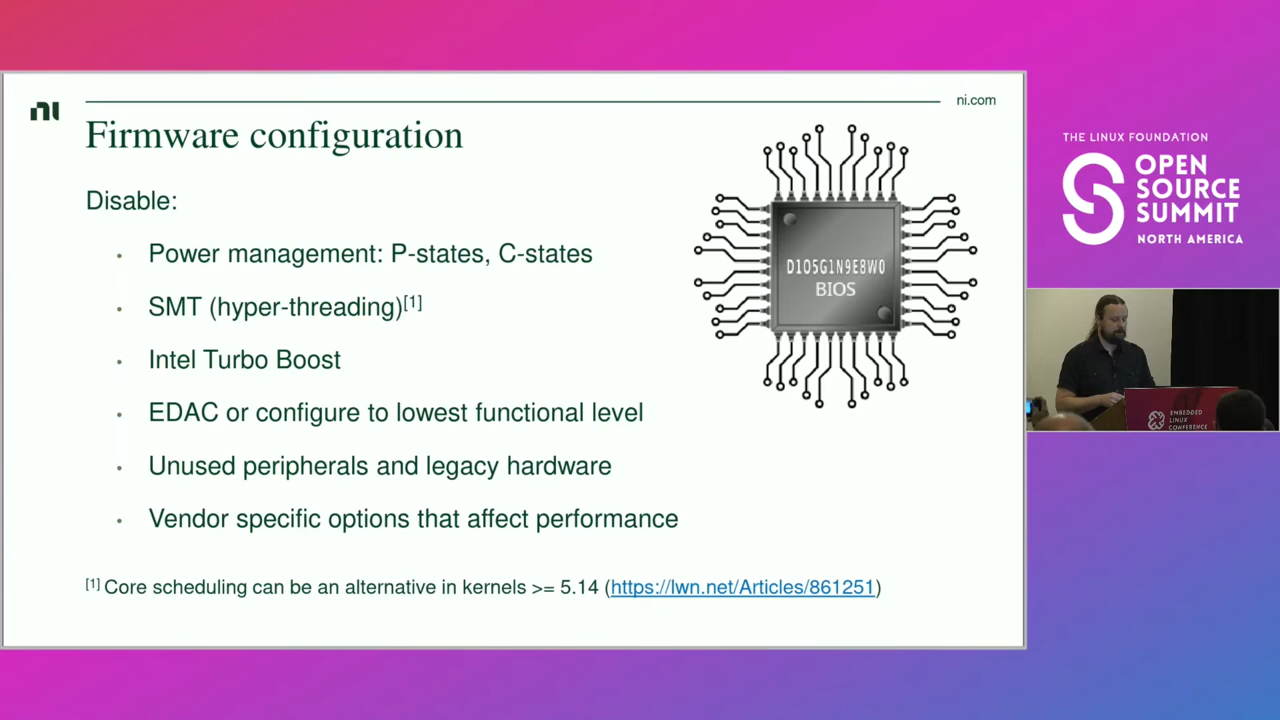 ni
ni.com
Firmware configuration
Disable:
• Power management: P-states, C-states
• SMT (hyper-threading)[1]
• Intel Turbo Boost
• EDAC or configure to lowest functional level
• Unused peripherals and legacy hardware
• Vendor specific options that affect performance
[1] Core scheduling can be an alternative in kernels >= 5.14 (https://lwn.net/Articles/861251)
D105G1N9E8W0
BIOS
THE LINUX FOUNDATION
OPEN
SOURCE
SUMMIT
NORTH AMERICA
EMBEDDED
LINUX
CONFERENCE